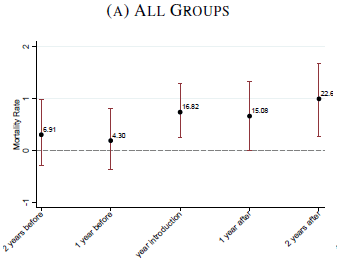 (A) ALL GROUPS
Mortality Rate
2
1
0
-1
6.91
4.30
16.82
15.08
22.6
2 years before
1 year before
year introduction
1 year after
2 years after